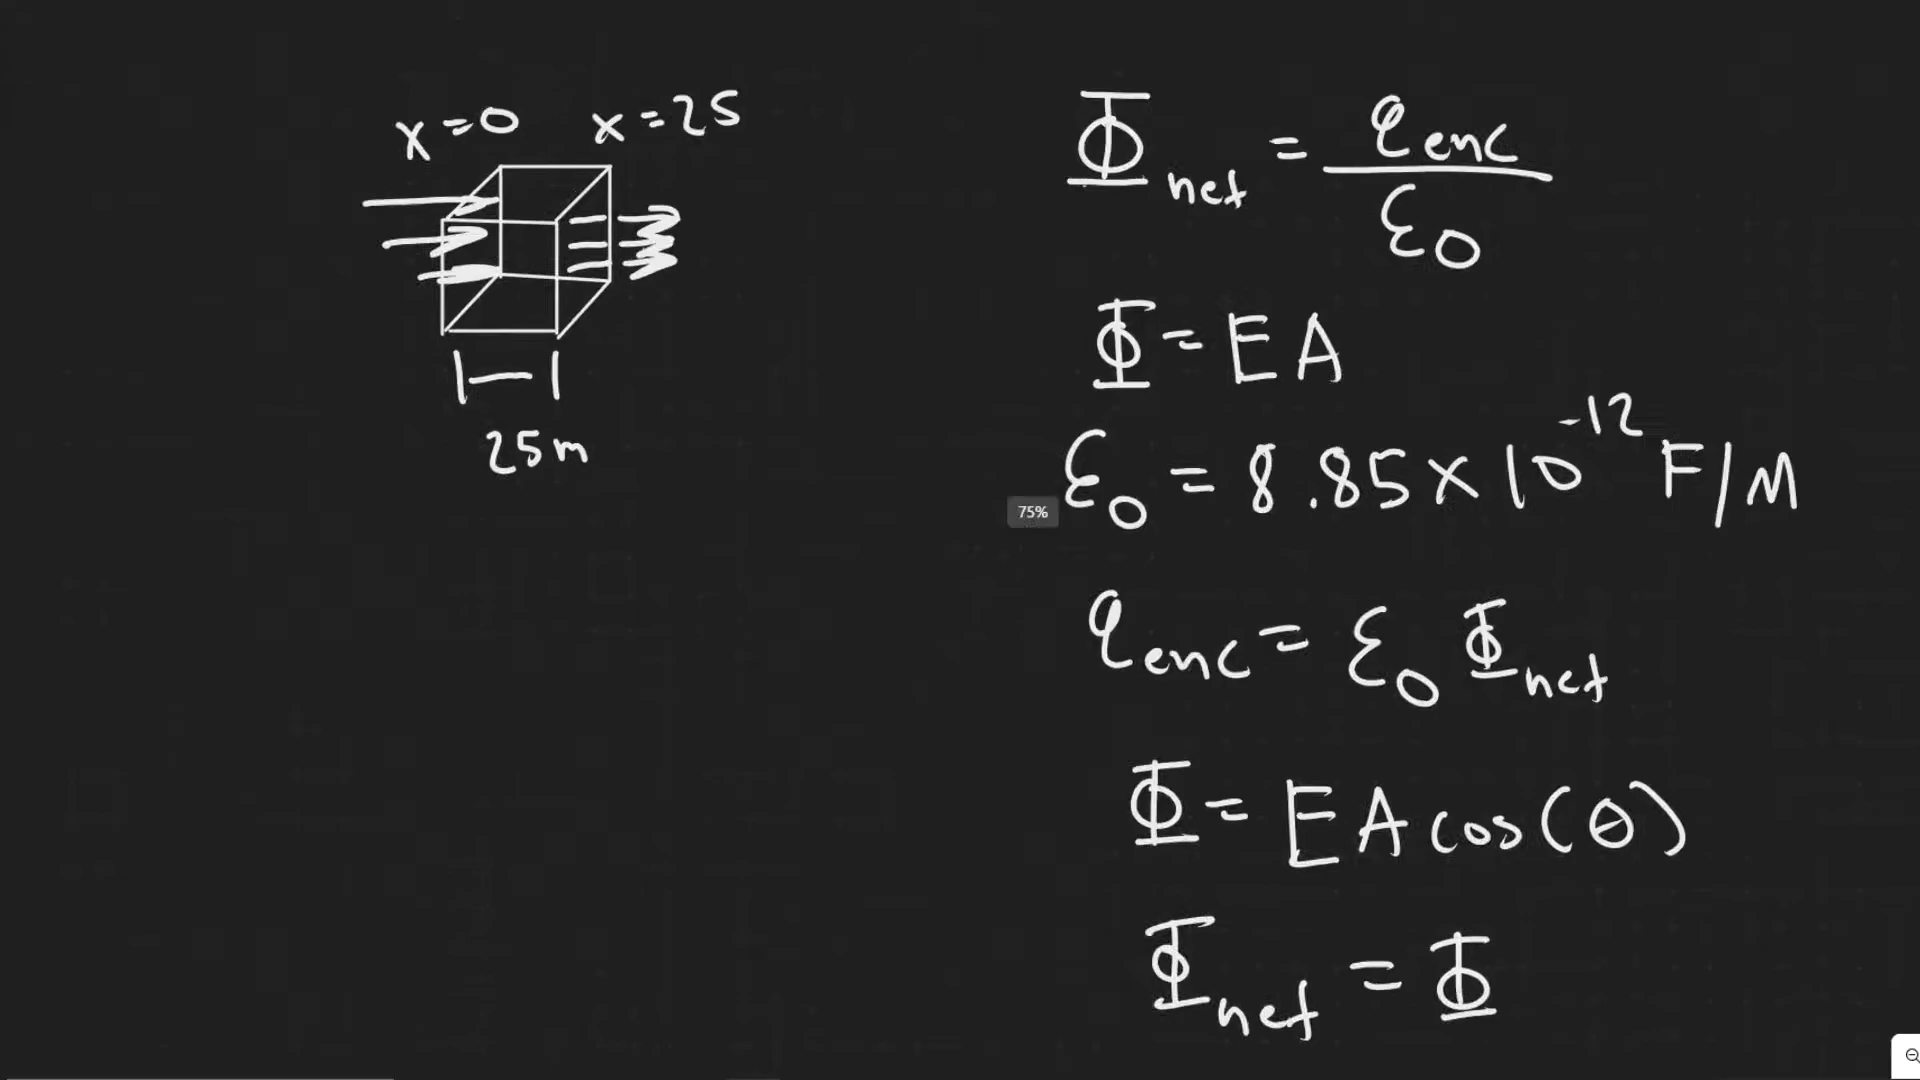 x=0
x=25
25m
Φnet = qenc/ε0
Φ = EA
ε0 = 8.85 x 10^-12 F/M
75%
qenc = ε0 Φnet
Φ = EA cos(θ)
Φnet = Φ